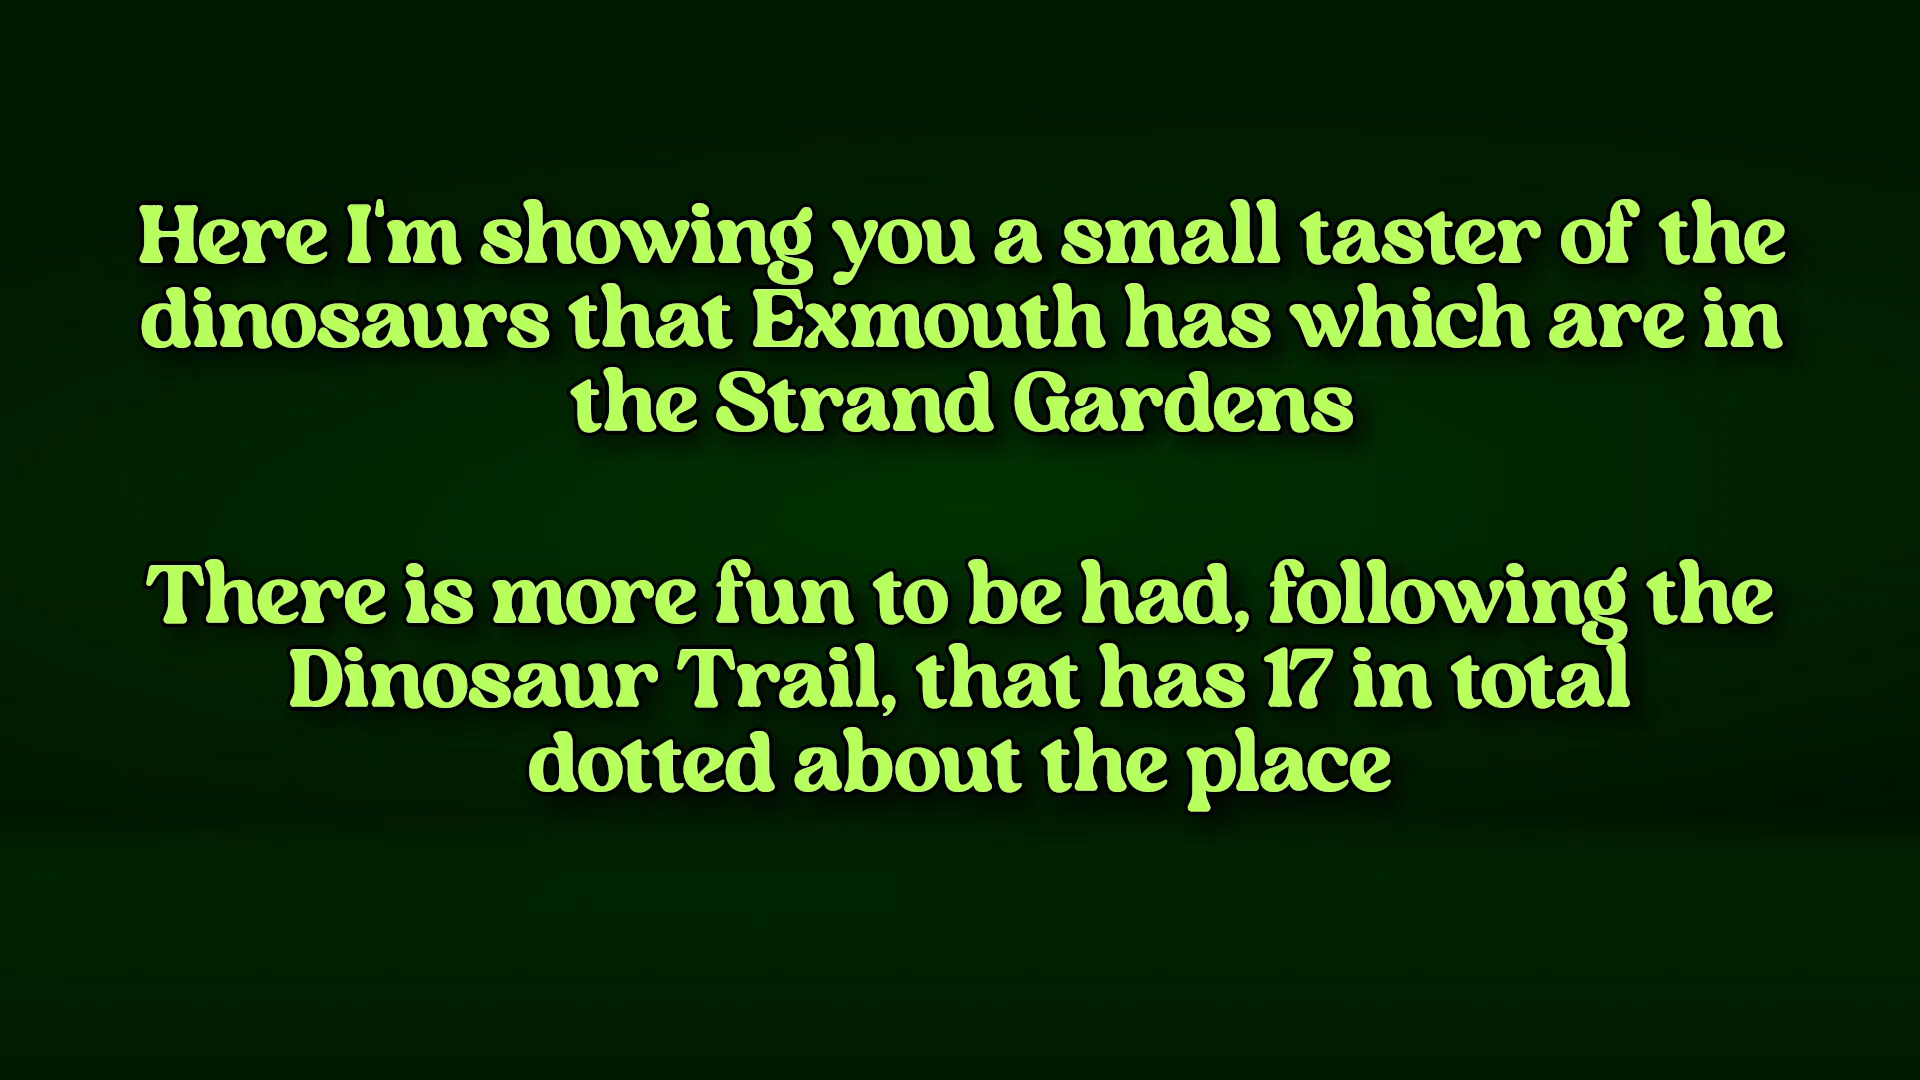 Here I'm showing you a small taster of the
dinosaurs that Exmouth has which are in
the Strand Gardens
There is more fun to be had, following the
Dinosaur Trail, that has 17 in total
dotted about the place